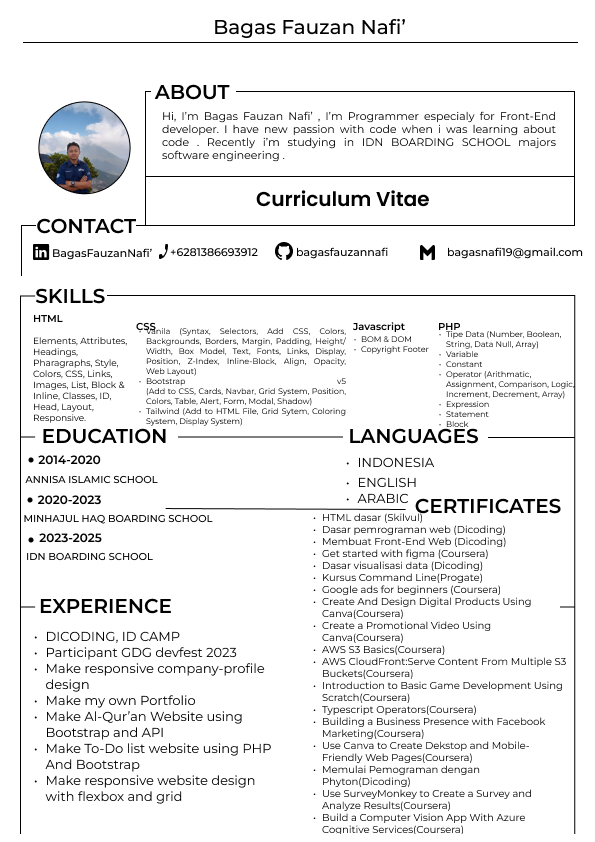 Bagas Fauzan Nafi’
ABOUT
Hi, I’m Bagas Fauzan Nafi’ , I’m Programmer especialy for Front-End
developer. I have new passion with code when i was learning about
code . Recently i’m studying in IDN BOARDING SCHOOL majors
software engineering .
Curriculum Vitae
CONTACT
BagasFauzanNafi’
+6281386693912
bagasfauzannafi
bagasnafi19@gmail.com
SKILLS
HTML
Elements, Attributes,
Headings,
Pharagraphs, Style,
Colors, CSS, Links,
Images, List, Block &
Inline, Classes, ID,
Head, Layout,
Responsive.
CSS
• Vanila (Syntax, Selectors, Add CSS, Colors,
Backgrounds, Borders, Margin, Padding, Height/
Width, Box Model, Text, Fonts, Links, Display,
Position, Z-Index, Inline-Block, Align, Opacity,
Web Layout)
• Bootstrap v5
(Add to CSS, Cards, Navbar, Grid System, Position,
Colors, Table, Alert, Form, Modal, Shadow)
• Tailwind (Add to HTML File, Grid Sytem, Coloring
System, Display System)
Javascript
• BOM & DOM
• Copyright Footer
PHP
• Tipe Data (Number, Boolean,
String, Data Null, Array)
• Variable
• Constant
• Operator (Arithmatic,
Assignment, Comparison, Logic,
Increment, Decrement, Array)
• Expression
• Statement
• Block
EDUCATION
• 2014-2020
ANNISA ISLAMIC SCHOOL
• 2020-2023
MINHAJUL HAQ BOARDING SCHOOL
• 2023-2025
IDN BOARDING SCHOOL
LANGUAGES
• INDONESIA
• ENGLISH
• ARABIC
CERTIFICATES
• HTML dasar (Skilvul)
• Dasar pemrograman web (Dicoding)
• Membuat Front-End Web (Dicoding)
• Get started with figma (Coursera)
• Dasar visualisasi data (Dicoding)
• Kursus Command Line(Progate)
• Google ads for beginners (Coursera)
• Create And Design Digital Products Using
Canva(Coursera)
• Create a Promotional Video Using
Canva(Coursera)
• AWS S3 Basics(Coursera)
• AWS CloudFront:Serve Content From Multiple S3
Buckets(Coursera)
• Introduction to Basic Game Development Using
Scratch(Coursera)
• Typescript Operators(Coursera)
• Building a Business Presence with Facebook
Marketing(Coursera)
• Use Canva to Create Dekstop and Mobile-
Friendly Web Pages(Coursera)
• Memulai Pemograman dengan
Phyton(Dicoding)
• Use SurveyMonkey to Create a Survey and
Analyze Results(Coursera)
• Build a Computer Vision App With Azure
Cognitive Services(Coursera)
EXPERIENCE
• DICODING, ID CAMP
• Participant GDG devfest 2023
• Make responsive company-profile
design
• Make my own Portfolio
• Make Al-Qur’an Website using
Bootstrap and API
• Make To-Do list website using PHP
And Bootstrap
• Make responsive website design
with flexbox and grid